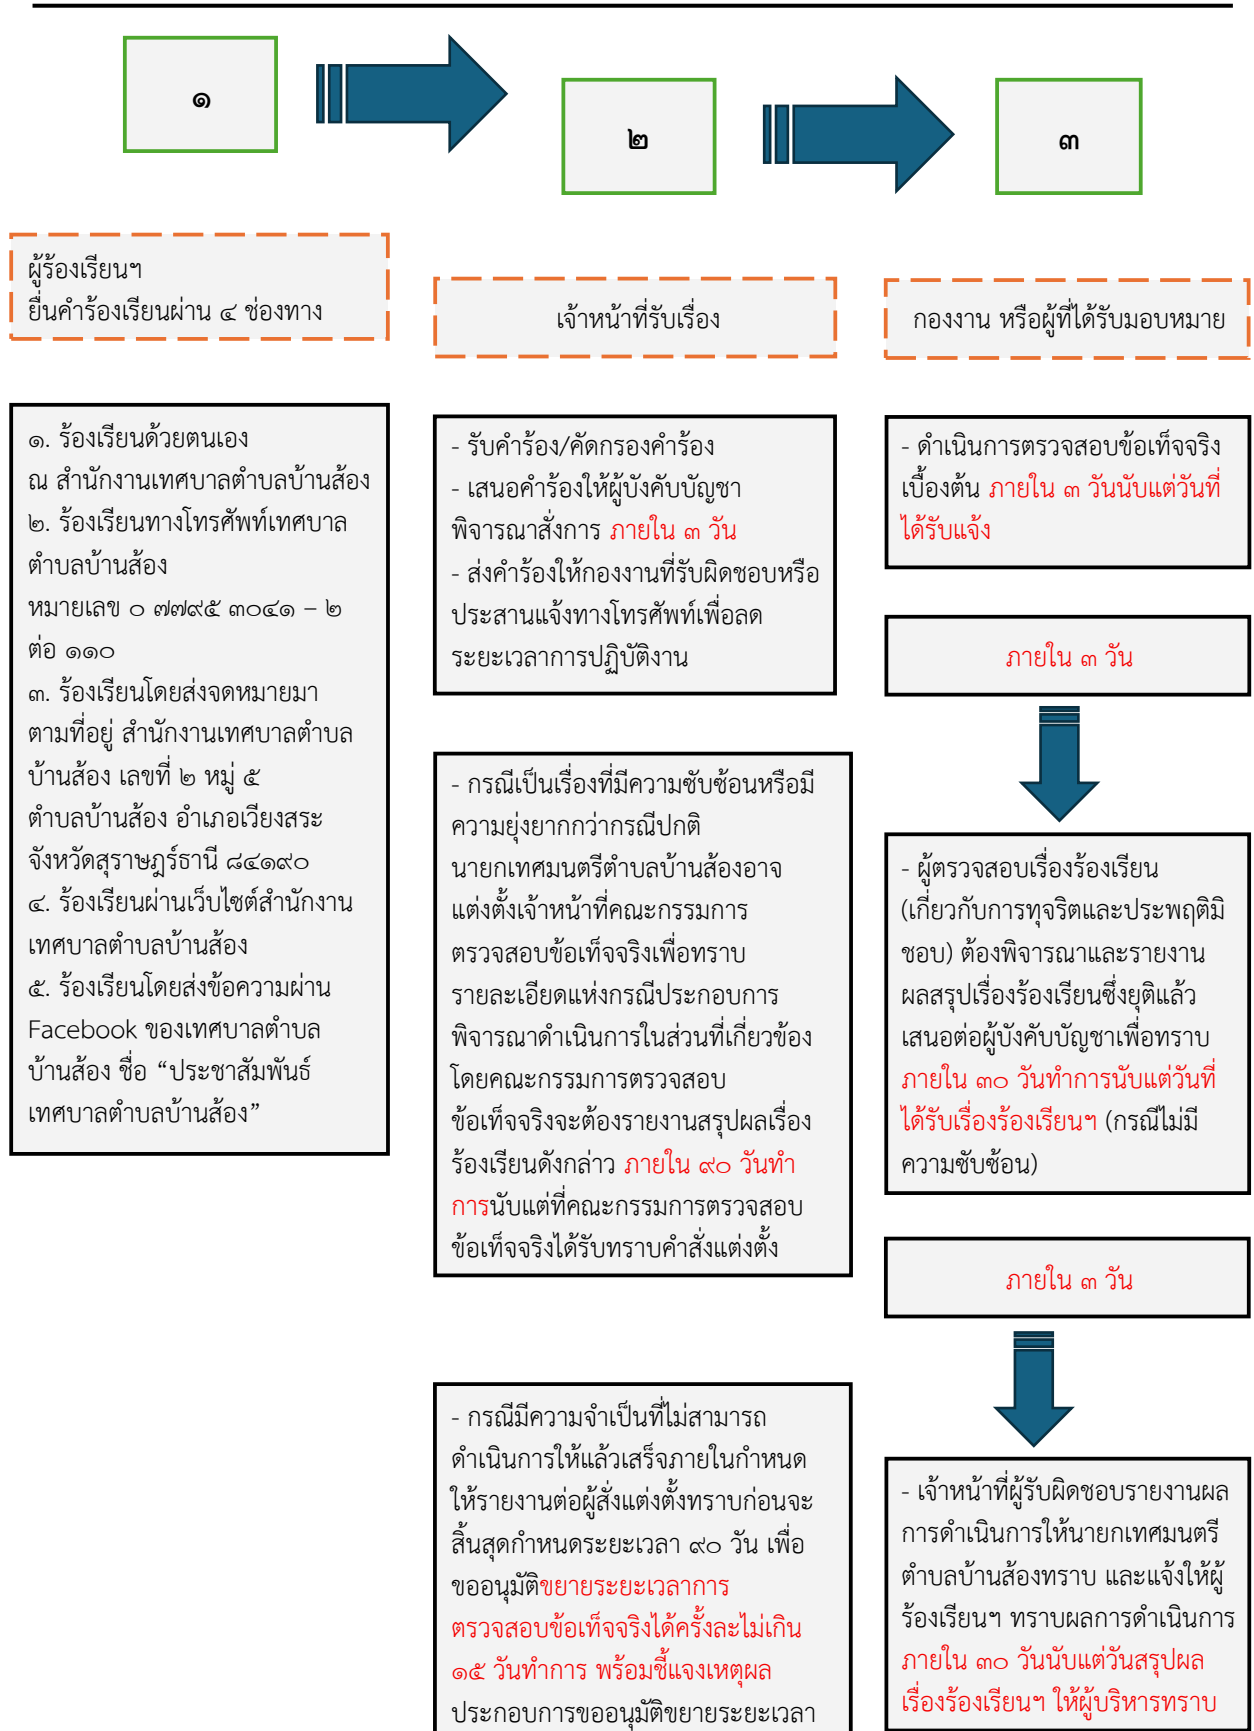 ๑
๒
๓
ผู้ร้องเรียนฯ
ยื่นคำร้องเรียนผ่าน ๔ ช่องทาง
เจ้าหน้าที่รับเรื่อง
กองงาน หรือผู้ที่ได้รับมอบหมาย
๑. ร้องเรียนด้วยตนเอง
ณ สำนักงานเทศบาลตำบลบ้านส้อง
๒. ร้องเรียนทางโทรศัพท์เทศบาล
ตำบลบ้านส้อง
หมายเลข ๐ ๗๗๙๕ ๓๐๔๑ – ๒
ต่อ ๑๑๐
๓. ร้องเรียนโดยส่งจดหมายมา
ตามที่อยู่ สำนักงานเทศบาลตำบล
บ้านส้อง เลขที่ ๒ หมู่ ๕
ตำบลบ้านส้อง อำเภอเวียงสระ
จังหวัดสุราษฎร์ธานี ๘๔๑๙๐
๔. ร้องเรียนผ่านเว็บไซต์สำนักงาน
เทศบาลตำบลบ้านส้อง
๕. ร้องเรียนโดยส่งข้อความผ่าน
Facebook ของเทศบาลตำบล
บ้านส้อง ชื่อ “ประชาสัมพันธ์
เทศบาลตำบลบ้านส้อง”
- รับคำร้อง/คัดกรองคำร้อง
- เสนอคำร้องให้ผู้บังคับบัญชา
พิจารณาสั่งการ ภายใน ๓ วัน
- ส่งคำร้องให้กองงานที่รับผิดชอบหรือ
ประสานแจ้งทางโทรศัพท์เพื่อลด
ระยะเวลาการปฏิบัติงาน
- กรณีเป็นเรื่องที่มีความซับซ้อนหรือมี
ความยุ่งยากกว่ากรณีปกติ
นายกเทศมนตรีตำบลบ้านส้องอาจ
แต่งตั้งเจ้าหน้าที่คณะกรรมการ
ตรวจสอบข้อเท็จจริงเพื่อทราบ
รายละเอียดแห่งกรณีประกอบการ
พิจารณาดำเนินการในส่วนที่เกี่ยวข้อง
โดยคณะกรรมการตรวจสอบ
ข้อเท็จจริงจะต้องรายงานสรุปผลเรื่อง
ร้องเรียนดังกล่าว ภายใน ๙๐ วันทำ
การนับแต่ที่คณะกรรมการตรวจสอบ
ข้อเท็จจริงได้รับทราบคำสั่งแต่งตั้ง
- กรณีมีความจำเป็นที่ไม่สามารถ
ดำเนินการให้แล้วเสร็จภายในกำหนด
ให้รายงานต่อผู้สั่งแต่งตั้งทราบก่อนจะ
สิ้นสุดกำหนดระยะเวลา ๙๐ วัน เพื่อ
ขออนุมัติขยายระยะเวลาการ
ตรวจสอบข้อเท็จจริงได้ครั้งละไม่เกิน
๑๕ วันทำการ พร้อมชี้แจงเหตุผล
ประกอบการขออนุมัติขยายระยะเวลา
- ดำเนินการตรวจสอบข้อเท็จจริง
เบื้องต้น ภายใน ๓ วันนับแต่วันที่
ได้รับแจ้ง
ภายใน ๓ วัน
- ผู้ตรวจสอบเรื่องร้องเรียน
(เกี่ยวกับการทุจริตและประพฤติมิ
ชอบ) ต้องพิจารณาและรายงาน
ผลสรุปเรื่องร้องเรียนซึ่งยุติแล้ว
เสนอต่อผู้บังคับบัญชาเพื่อทราบ
ภายใน ๓๐ วันทำการนับแต่วันที่
ได้รับเรื่องร้องเรียนฯ (กรณีไม่มี
ความซับซ้อน)
ภายใน ๓ วัน
- เจ้าหน้าที่ผู้รับผิดชอบรายงานผล
การดำเนินการให้นายกเทศมนตรี
ตำบลบ้านส้องทราบ และแจ้งให้ผู้
ร้องเรียนฯ ทราบผลการดำเนินการ
ภายใน ๓๐ วันนับแต่วันสรุปผล
เรื่องร้องเรียนฯ ให้ผู้บริหารทราบ